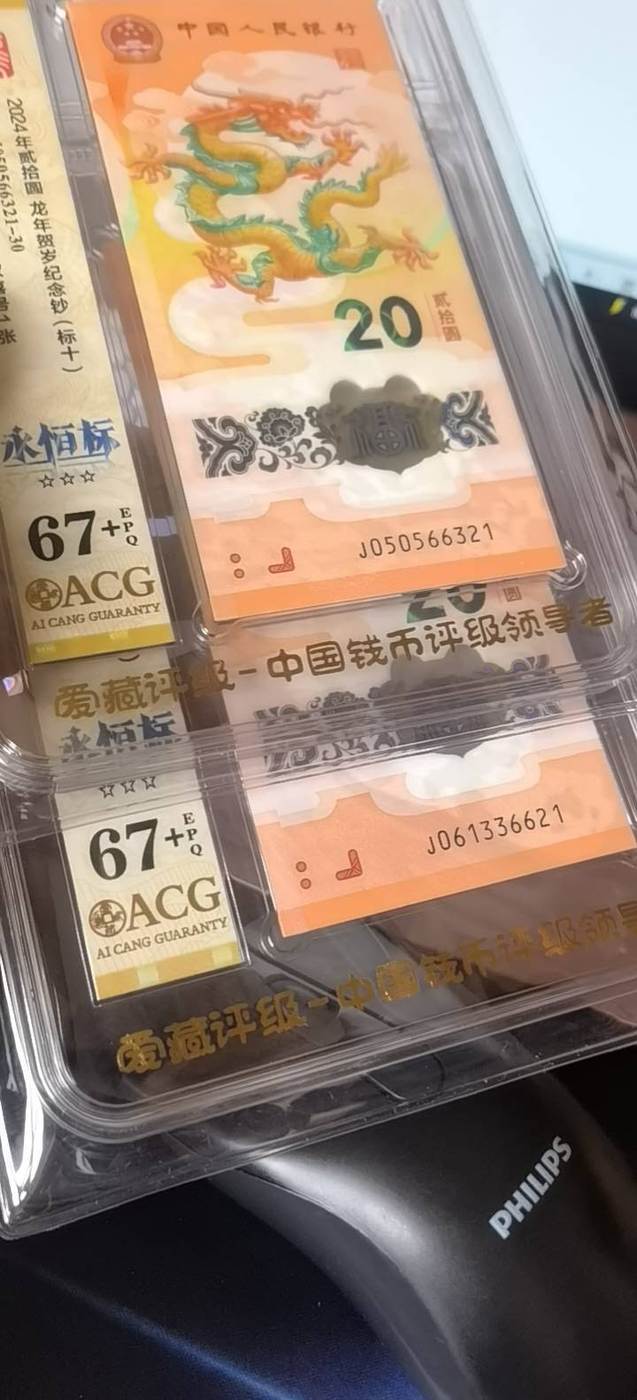 中国人民银行
2024年贰拾圆 龙年贺岁纪念钞(标十)
20
贰拾圆
永恒标
☆☆☆
67+EPQ
ACG
AI CANG GUARANTY
J050566321
爱藏评级-中国钱币评级领导者
20
圆
永恒标
☆☆☆
67+EPQ
ACG
AI CANG GUARANTY
J061336621
爱藏评级-中国钱币评级领导
PHILIPS